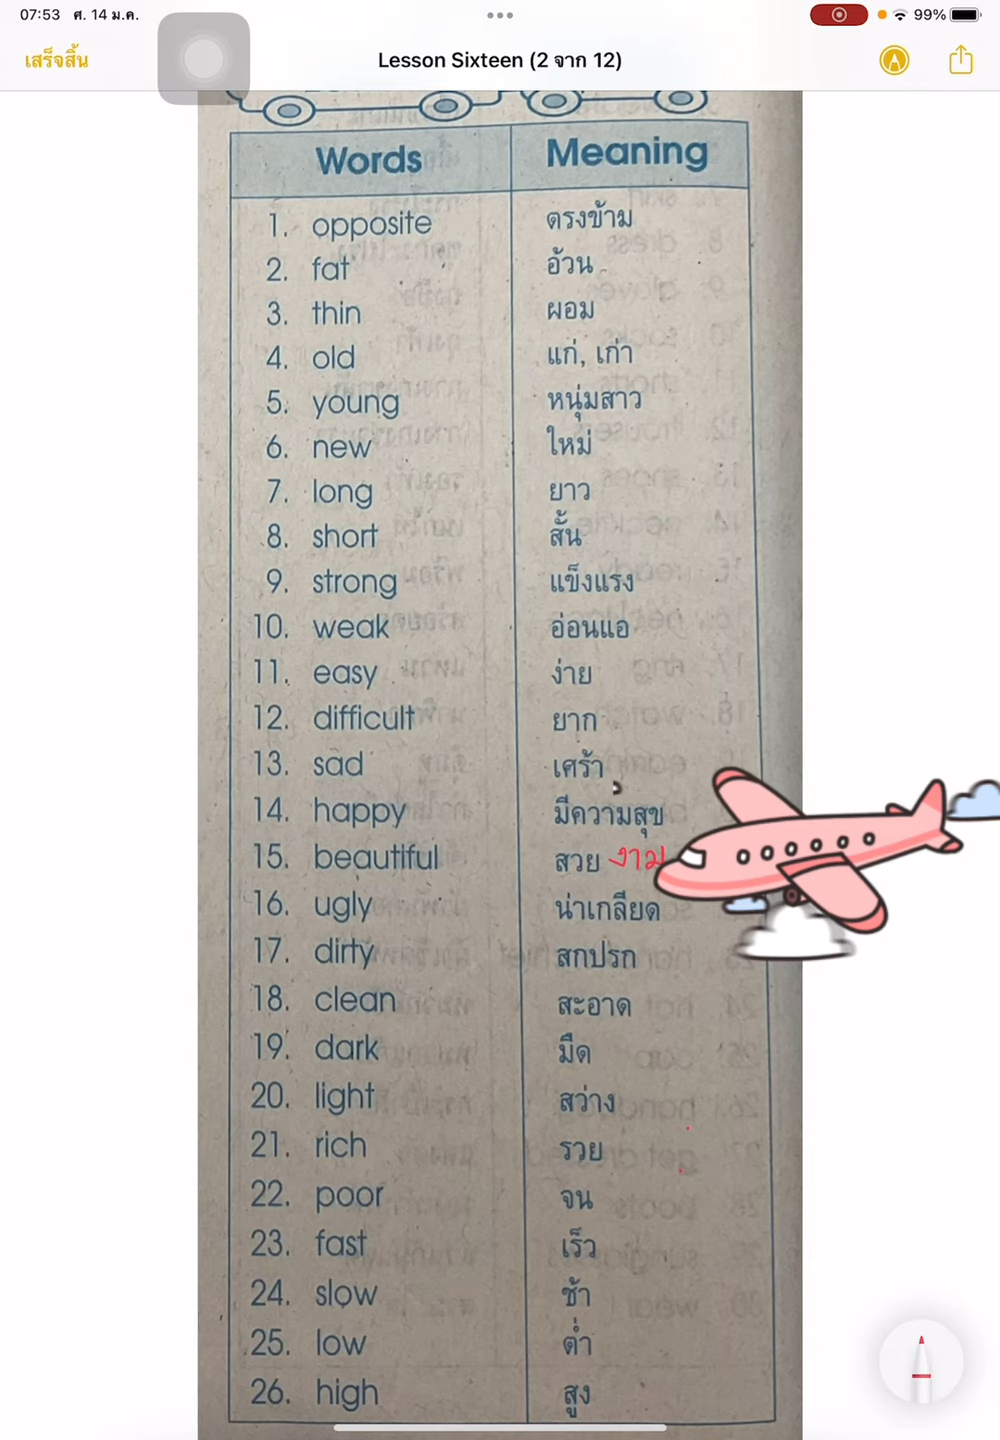 07:53 ศ. 14 ม.ค.
99%
เสร็จสิ้น
Lesson Sixteen (2 จาก 12)
Words Meaning
1. opposite ตรงข้าม
2. fat อ้วน
3. thin ผอม
4. old แก่, เก่า
5. young หนุ่มสาว
6. new ใหม่
7. long ยาว
8. short สั้น
9. strong แข็งแรง
10. weak อ่อนแอ
11. easy ง่าย
12. difficult ยาก
13. sad เศร้า
14. happy มีความสุข
15. beautiful สวย งาม
16. ugly น่าเกลียด
17. dirty สกปรก
18. clean สะอาด
19. dark มืด
20. light สว่าง
21. rich รวย
22. poor จน
23. fast เร็ว
24. slow ช้า
25. low ต่ำ
26. high สูง